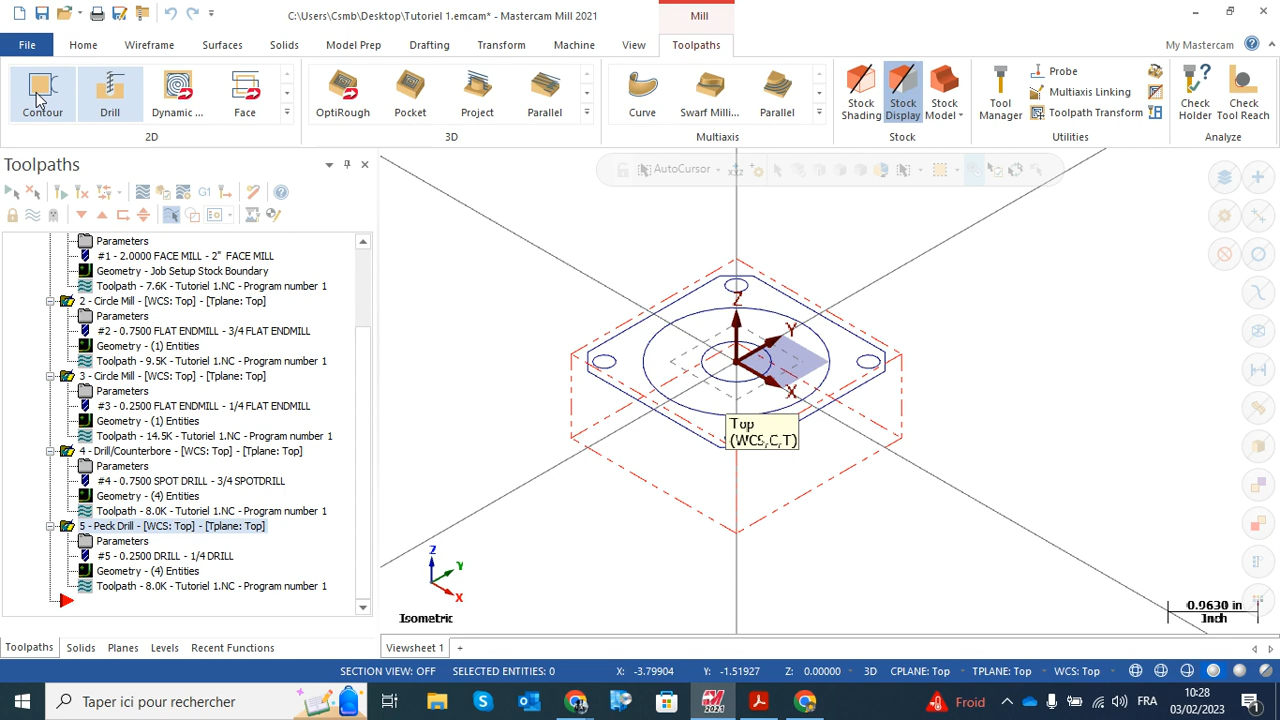 C:\Users\Csmb\Desktop\Tutoriel 1.emcam* - Mastercam Mill 2021
Mill
File
Home
Wireframe
Surfaces
Solids
Model Prep
Drafting
Transform
Machine
View
Toolpaths
My Mastercam
Contour
Drill
Dynamic ...
Face
2D
OptiRough
Pocket
Project
Parallel
3D
Curve
Swarf Milli...
Parallel
Multiaxis
Stock Shading
Stock Display
Stock Model
Stock
Tool Manager
Probe
Multiaxis Linking
Toolpath Transform
Utilities
Check Holder
Check Tool Reach
Analyze
Toolpaths
G1
AutoCursor
Parameters
#1 - 2.0000 FACE MILL - 2" FACE MILL
Geometry - Job Setup Stock Boundary
Toolpath - 7.6K - Tutoriel 1.NC - Program number 1
2 - Circle Mill - [WCS: Top] - [Tplane: Top]
Parameters
#2 - 0.7500 FLAT ENDMILL - 3/4 FLAT ENDMILL
Geometry - (1) Entities
Toolpath - 9.5K - Tutoriel 1.NC - Program number 1
3 - Circle Mill - [WCS: Top] - [Tplane: Top]
Parameters
#3 - 0.2500 FLAT ENDMILL - 1/4 FLAT ENDMILL
Geometry - (1) Entities
Toolpath - 14.5K - Tutoriel 1.NC - Program number 1
4 - Drill/Counterbore - [WCS: Top] - [Tplane: Top]
Parameters
#4 - 0.7500 SPOT DRILL - 3/4 SPOTDRILL
Geometry - (4) Entities
Toolpath - 8.0K - Tutoriel 1.NC - Program number 1
5 - Peck Drill - [WCS: Top] - [Tplane: Top]
Parameters
#5 - 0.2500 DRILL - 1/4 DRILL
Geometry - (4) Entities
Toolpath - 8.0K - Tutoriel 1.NC - Program number 1
Z
Y
X
Top
(WCS,C,T)
Z
Y
X
Isometric
0.9630 in
Inch
Toolpaths
Solids
Planes
Levels
Recent Functions
Viewsheet 1
+
SECTION VIEW: OFF
SELECTED ENTITIES: 0
X: -3.79904
Y: -1.51927
Z: 0.00000
3D
CPLANE: Top
TPLANE: Top
WCS: Top
Taper ici pour rechercher
2021
Froid
FRA
10:28
03/02/2023
1